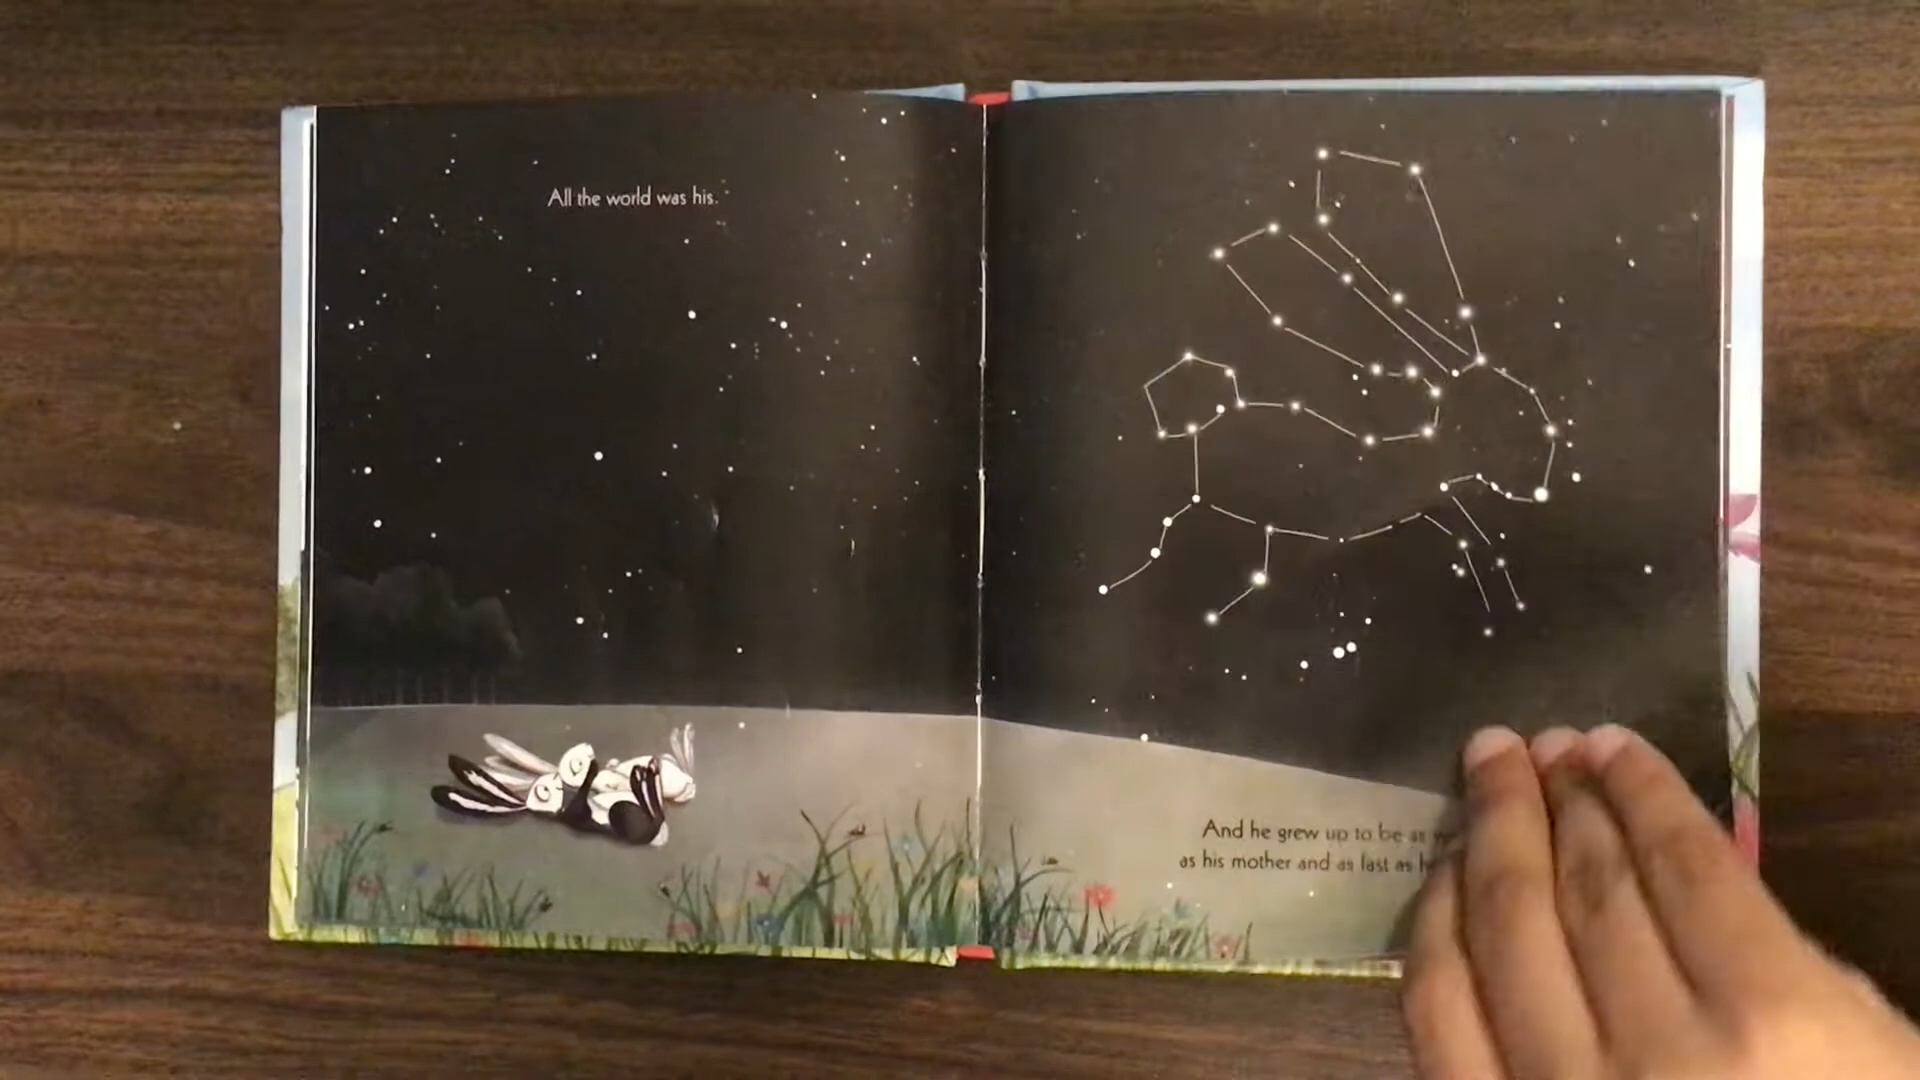 All the world was his.
And he grew up to be as
as his mother and as fast as